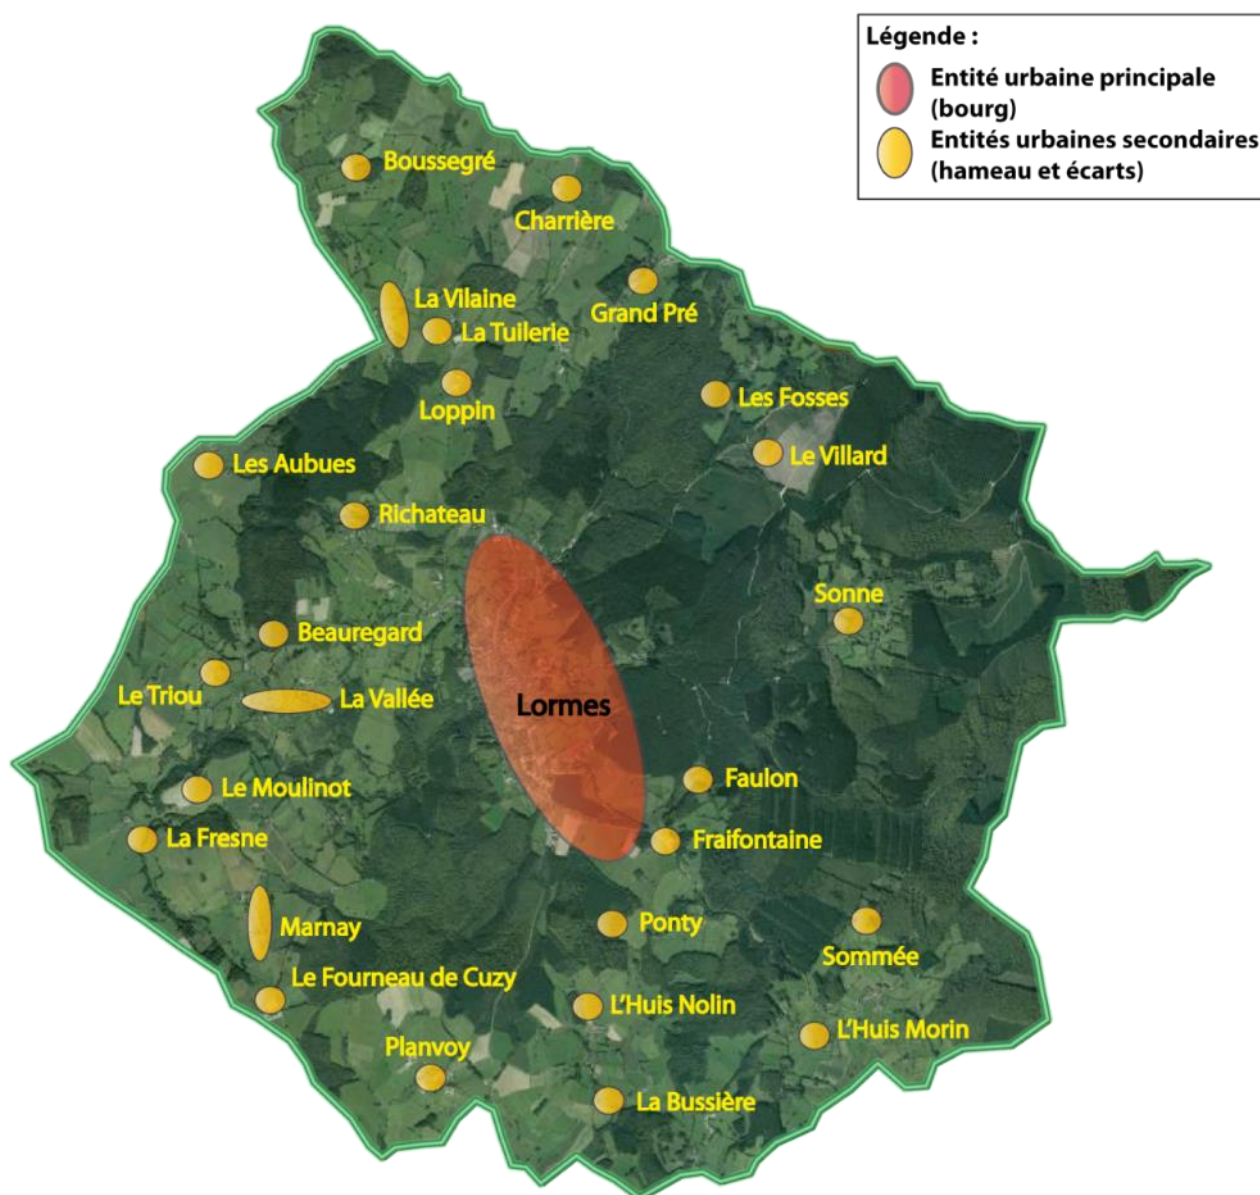 Légende :
Entité urbaine principale
(bourg)
Entités urbaines secondaires
(hameau et écarts)
Boussegré
Charrière
La Vilaine
Grand Pré
La Tuilerie
Loppin
Les Fosses
Le Villard
Les Aubues
Richateau
Sonne
Beauregard
Le Triou
La Vallée
Lormes
Le Moulinot
Faulon
La Fresne
Fraifontaine
Marnay
Ponty
Sommée
Le Fourneau de Cuzy
L'Huis Nolin
L'Huis Morin
Planvoy
La Bussière